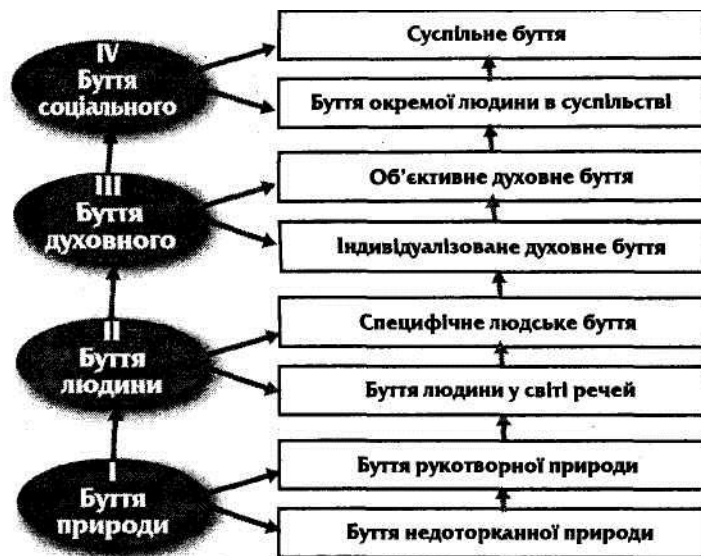 IV
Буття
соціального
Суспільне буття
Буття окремої людини в суспільстві
III
Буття
духовного
Об'єктивне духовне буття
Індивідуалізоване духовне буття
II
Буття
людини
Специфічне людське буття
Буття людини у світі речей
I
Буття
природи
Буття рукотворної природи
Буття недоторканної природи